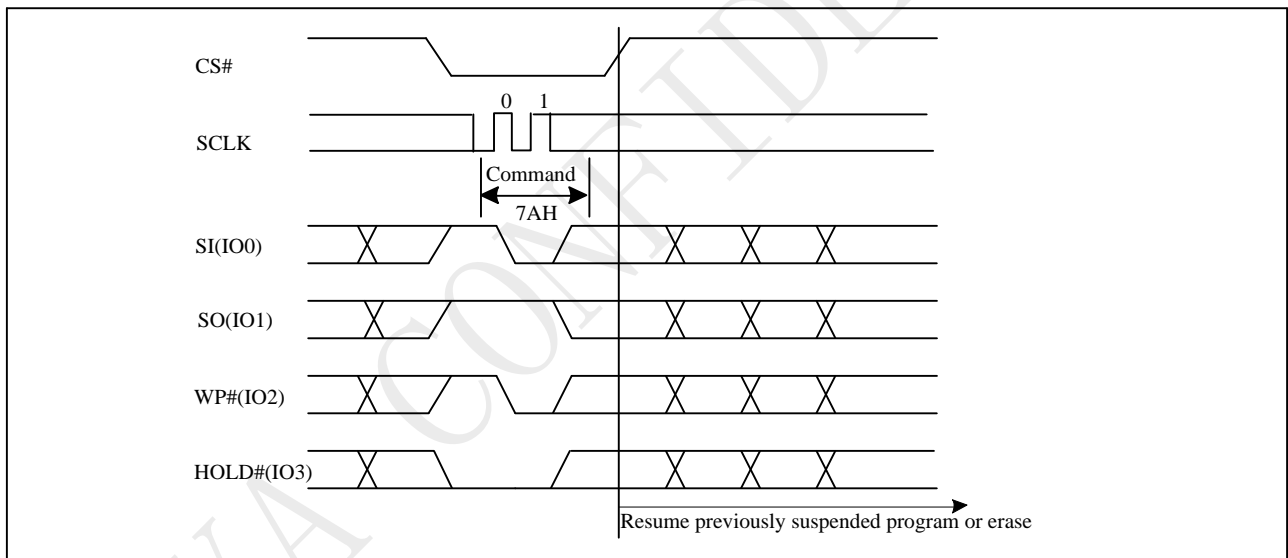 CS#
0 1
SCLK
Command
7AH
SI(IO0)
SO(IO1)
WP#(IO2)
HOLD#(IO3)
Resume previously suspended program or erase